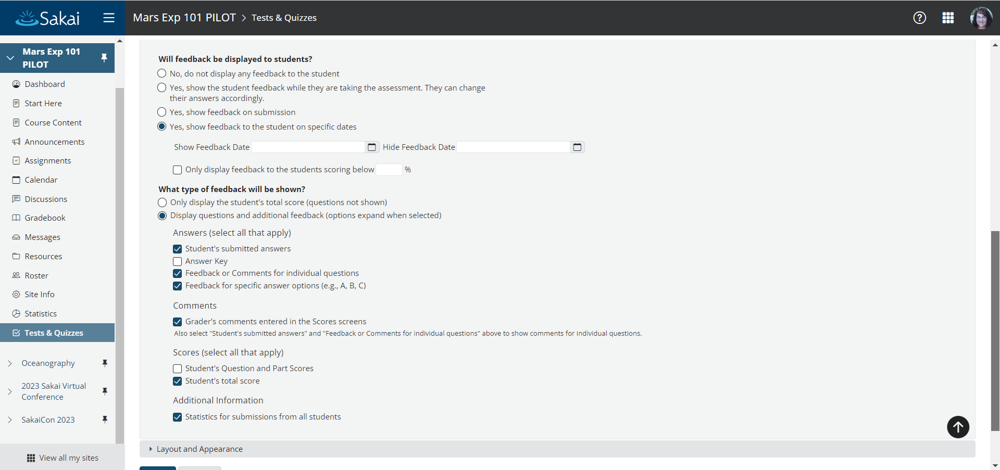 Sakai
Mars Exp 101 PILOT > Tests & Quizzes
Mars Exp 101
PILOT
Dashboard
Start Here
Course Content
Announcements
Assignments
Calendar
Discussions
Gradebook
Messages
Resources
Roster
Site Info
Statistics
Tests & Quizzes
Oceanography
2023 Sakai Virtual
Conference
SakaiCon 2023
View all my sites
Will feedback be displayed to students?
No, do not display any feedback to the student
Yes, show the student feedback while they are taking the assessment. They can change
their answers accordingly.
Yes, show feedback on submission
Yes, show feedback to the student on specific dates
Show Feedback Date Hide Feedback Date
Only display feedback to the students scoring below %
What type of feedback will be shown?
Only display the student's total score (questions not shown)
Display questions and additional feedback (options expand when selected)
Answers (select all that apply)
Student's submitted answers
Answer Key
Feedback or Comments for individual questions
Feedback for specific answer options (e.g., A, B, C)
Comments
Grader's comments entered in the Scores screens
Also select "Student's submitted answers" and "Feedback or Comments for individual questions" above to show comments for individual questions.
Scores (select all that apply)
Student's Question and Part Scores
Student's total score
Additional Information
Statistics for submissions from all students
Layout and Appearance